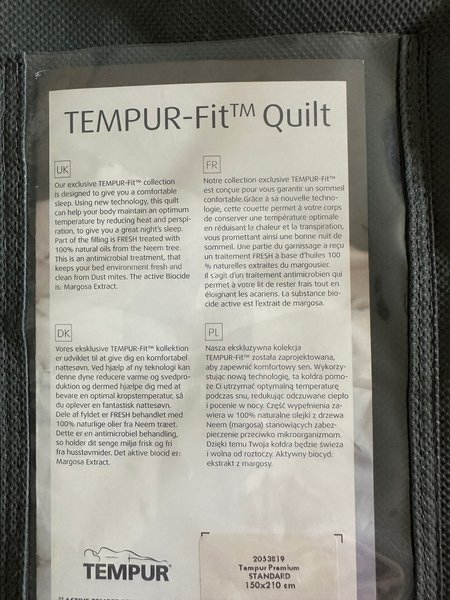 TEMPUR-Fit™ Quilt
UK
Our exclusive TEMPUR-Fit™ collection
is designed to give you a comfortable
sleep. Using new technology, this quilt
can help your body maintain an optimum
temperature by reducing heat and perspi-
ration, to give you a great night's sleep.
Part of the filling is FRESH treated with
100% natural oils from the Neem tree.
This is an antimicrobial treatment, that
keeps your bed environment fresh and
clean from Dust mites. The active Biocide
is: Margosa Extract.
FR
Notre collection exclusive TEMPUR-Fit™
est conçue pour vous garantir un sommeil
confortable.Grâce à sa nouvelle techno-
logie, cette couette permet à votre corps
de conserver une température optimale
en réduisant la chaleur et la transpiration,
vous promettant ainsi une bonne nuit de
sommeil. Une partie du garnissage a reçu
un traitement FRESH à base d'huiles 100
% naturelles extraites du margousier.
Il s'agit d'un traitement antimicrobien qui
permet à votre lit de rester frais tout en
éloignant les acariens. La substance bio-
cide active est l'extrait de margosa.
DK
Vores eksklusive TEMPUR-Fit™ kollektion
er udviklet til at give dig en komfortabel
nattesøvn. Ved hjælp af ny teknologi kan
denne dyne reducere varme og svedpro-
duktion og dermed hjælpe dig med at
bevare en optimal kropstemperatur, så
du oplever en fantastisk nattesøvn.
Dele af fyldet er FRESH behandlet med
100% naturlige olier fra Neem træet.
Dette er en antimicrobiel behandling,
so holder dit senge miljø frisk og fri
fra husstøvmider. Det aktive biocid er:
Margosa Extract.
PL
Nasza ekskluzywna kolekcja
TEMPUR-Fit™ została zaprojektowana,
aby zapewnić komfortowy sen. Wykorzy-
stując nową technologię, ta kołdra pomo-
że Ci utrzymać optymalną temperaturę
podczas snu, redukując odczuwane ciepło
i pocenie w nocy. Część wypełnienia za-
wiera w 100% naturalne olejki z drzewa
Neem (margosa) stanowiących zabez-
pieczenie przeciwko mikroorganizmom.
Dzięki temu Twoja kołdra będzie świeża
i wolna od roztoczy. Aktywny biocyd:
ekstrakt z margosy.
TEMPUR®
2053819
Tempur Premium
STANDARD
150x210 cm